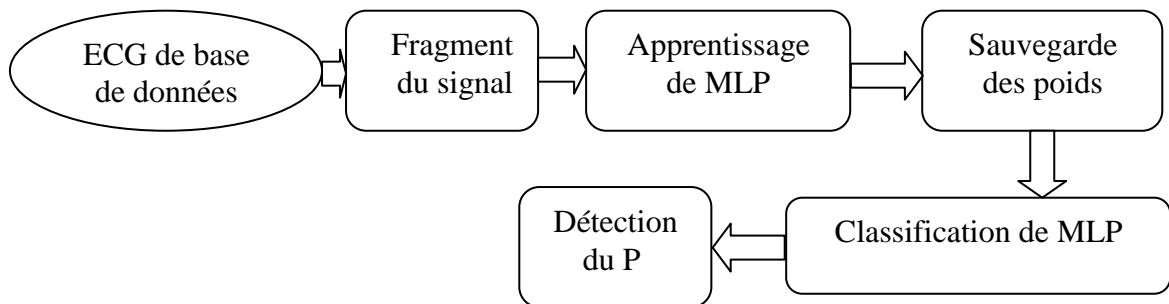 ECG de base
de données
Fragment
du signal
Apprentissage
de MLP
Sauvegarde
des poids
Classification de MLP
Détection
du P